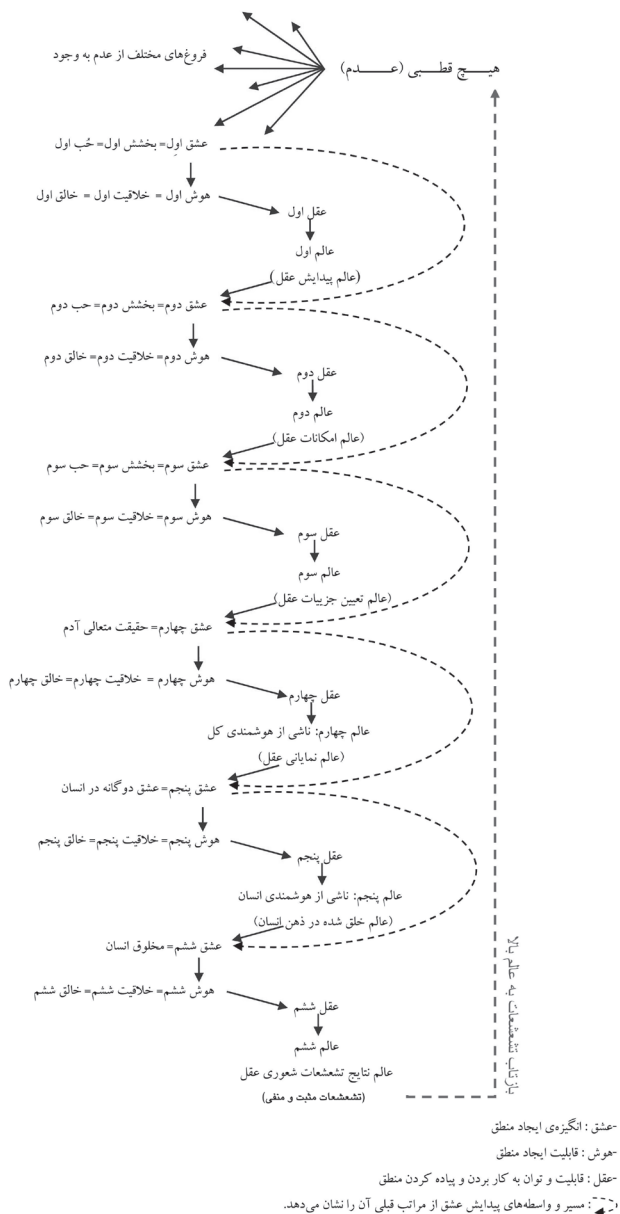 هیچ قطبی (عدم)
فروغ‌های مختلف از عدم به وجود
عشق اولِ= بخشش اول= حُب اول
هوش اول = خلاقیت اول = خالق اول
عقل اول
عالم اول
(عالم پیدایش عقل)
عشق دوم= بخشش دوم= حب دوم
هوش دوم= خلاقیت دوم= خالق دوم
عقل دوم
عالم دوم
(عالم امکانات عقل)
عشق سوم= بخشش سوم= حب سوم
هوش سوم= خلاقیت سوم= خالق سوم
عقل سوم
عالم سوم
(عالم تعیین جزییات عقل)
عشق چهارم= حقیقت متعالی آدم
هوش چهارم = خلاقیت چهارم= خالق چهارم
عقل چهارم
عالم چهارم: ناشی از هوشمندی کل
(عالم نمایانی عقل)
عشق پنجم= عشق دوگانه در انسان
هوش پنجم= خلاقیت پنجم= خالق پنجم
عقل پنجم
عالم پنجم: ناشی از هوشمندی انسان
(عالم خلق شده در ذهن انسان)
عشق ششم= مخلوق انسان
هوش ششم= خلاقیت ششم= خالق ششم
عقل ششم
عالم ششم
عالم نتایج تشعشعات شعوری عقل
(تشعشعات مثبت و منفی)
بازتاب تشعشعات به عالم بالا
-عشق : انگیزه‌ی ایجاد منطق
-هوش : قابلیت ایجاد منطق
-عقل : قابلیت و توان به کار بردن و پیاده کردن منطق
: مسیر و واسطه‌های پیدایش عشق از مراتب قبلی آن را نشان می‌دهد.